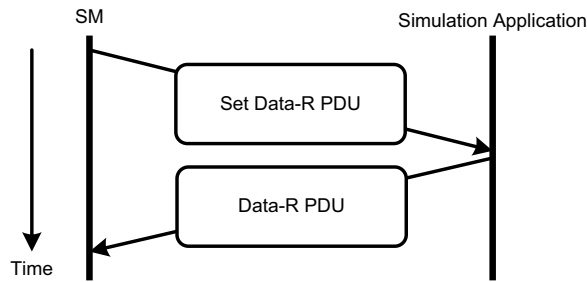 SM
Simulation Application
Set Data-R PDU
Data-R PDU
Time